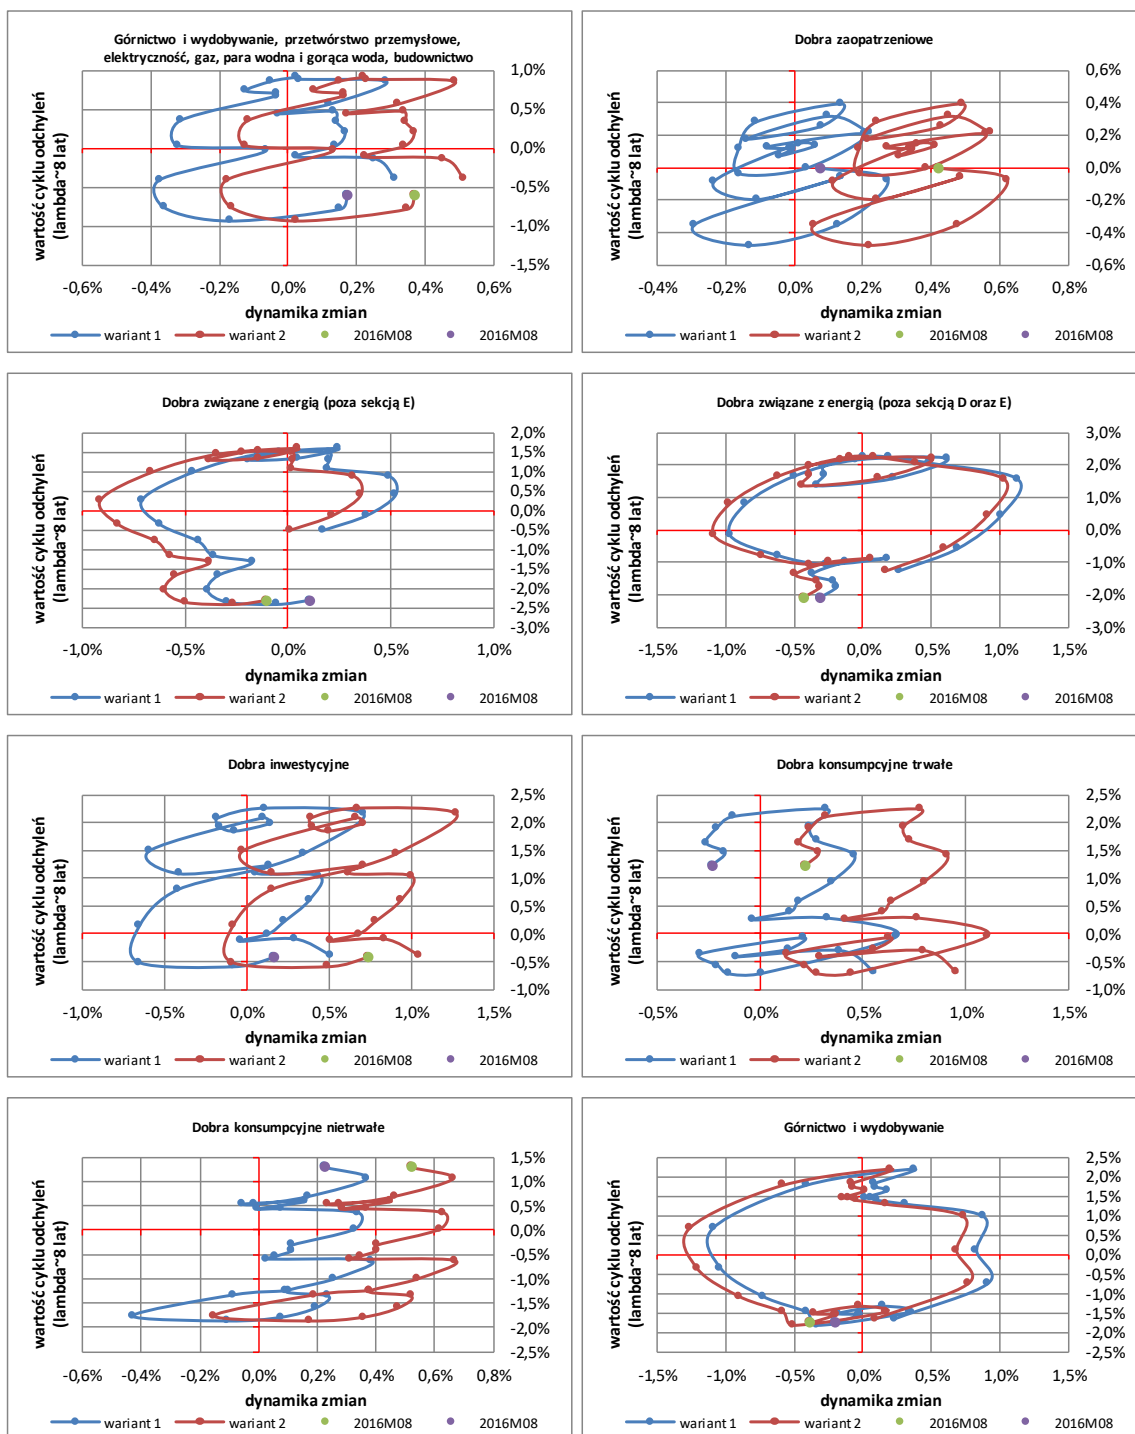 Górnictwo i wydobywanie, przetwórstwo przemysłowe,
elektryczność, gaz, para wodna i gorąca woda, budownictwo
1,0%
0,5%
0,0%
-0,5%
-1,0%
-1,5%
-0,6% -0,4% -0,2% 0,0% 0,2% 0,4% 0,6%
wartość cyklu odchyleń
(lambda~8 lat)
dynamika zmian
wariant 1 wariant 2 2016M08 2016M08
Dobra zaopatrzeniowe
0,6%
0,4%
0,2%
0,0%
-0,2%
-0,4%
-0,6%
-0,4% -0,2% 0,0% 0,2% 0,4% 0,6% 0,8%
wartość cyklu odchyleń
(lambda~8 lat)
dynamika zmian
wariant 1 wariant 2 2016M08 2016M08
Dobra związane z energią (poza sekcją E)
2,0%
1,5%
1,0%
0,5%
0,0%
-0,5%
-1,0%
-1,5%
-2,0%
-2,5%
-3,0%
-1,0% -0,5% 0,0% 0,5% 1,0%
wartość cyklu odchyleń
(lambda~8 lat)
dynamika zmian
wariant 1 wariant 2 2016M08 2016M08
Dobra związane z energią (poza sekcją D oraz E)
3,0%
2,0%
1,0%
0,0%
-1,0%
-2,0%
-3,0%
-1,5% -1,0% -0,5% 0,0% 0,5% 1,0% 1,5%
wartość cyklu odchyleń
(lambda~8 lat)
dynamika zmian
wariant 1 wariant 2 2016M08 2016M08
Dobra inwestycyjne
2,5%
2,0%
1,5%
1,0%
0,5%
0,0%
-0,5%
-1,0%
-1,0% -0,5% 0,0% 0,5% 1,0% 1,5%
wartość cyklu odchyleń
(lambda~8 lat)
dynamika zmian
wariant 1 wariant 2 2016M08 2016M08
Dobra konsumpcyjne trwałe
2,5%
2,0%
1,5%
1,0%
0,5%
0,0%
-0,5%
-1,0%
-0,5% 0,0% 0,5% 1,0% 1,5%
wartość cyklu odchyleń
(lambda~8 lat)
dynamika zmian
wariant 1 wariant 2 2016M08 2016M08
Dobra konsumpcyjne nietrwałe
1,5%
1,0%
0,5%
0,0%
-0,5%
-1,0%
-1,5%
-2,0%
-2,5%
-0,6% -0,4% -0,2% 0,0% 0,2% 0,4% 0,6% 0,8%
wartość cyklu odchyleń
(lambda~8 lat)
dynamika zmian
wariant 1 wariant 2 2016M08 2016M08
Górnictwo i wydobywanie
2,5%
2,0%
1,5%
1,0%
0,5%
0,0%
-0,5%
-1,0%
-1,5%
-2,0%
-2,5%
-1,5% -1,0% -0,5% 0,0% 0,5% 1,0% 1,5%
wartość cyklu odchyleń
(lambda~8 lat)
dynamika zmian
wariant 1 wariant 2 2016M08 2016M08